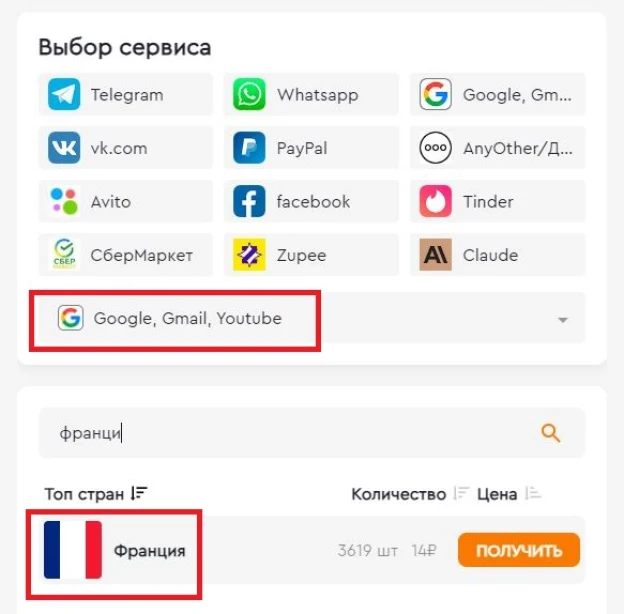 Выбор сервиса
Telegram Whatsapp Google, Gm...
vk.com PayPal AnyOther/Д...
Avito facebook Tinder
СберМаркет Zupee Claude
Google, Gmail, Youtube
франци
Топ стран Количество Цена
Франция 3619 шт 14₽ ПОЛУЧИТЬ